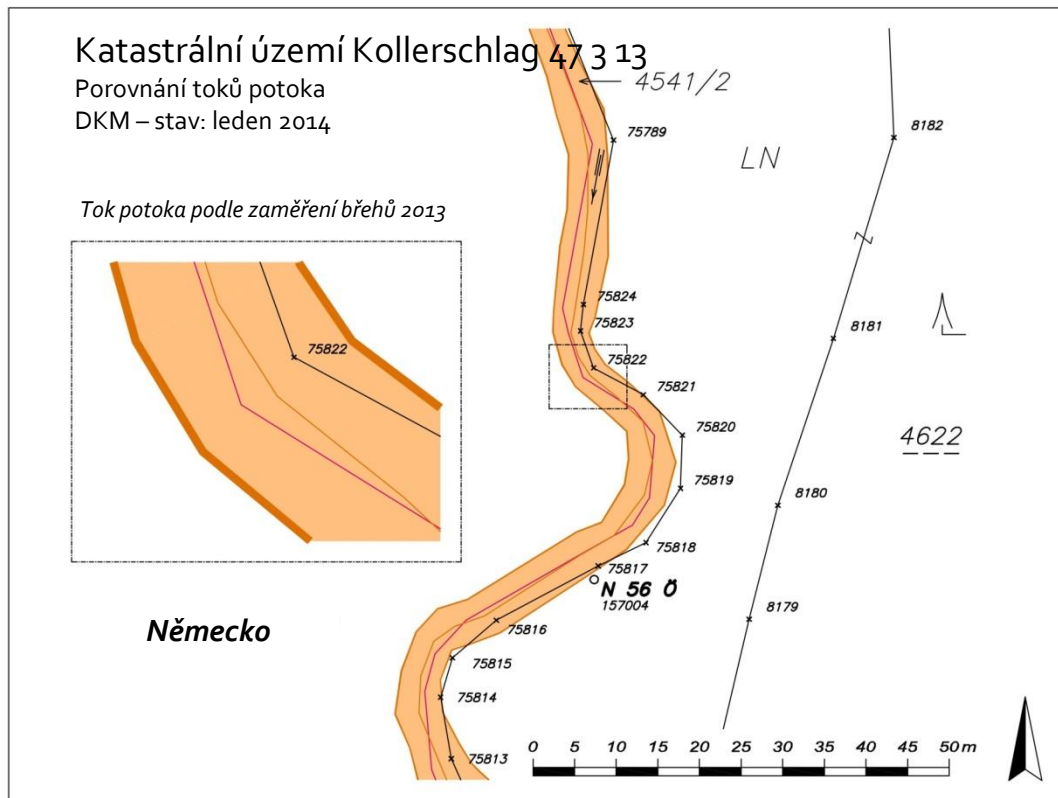 Katastrální území Kollerschlag 47 3 13
Porovnání toků potoka
DKM – stav: leden 2014
Tok potoka podle zaměření břehů 2013
75822
Německo
4541/2
75789
LN
8182
75824
75823
75822
75821
75820
75819
75818
75817
N 56 Ö
157004
75816
75815
75814
75813
8181
4622
8180
8179
0 5 10 15 20 25 30 35 40 45 50m